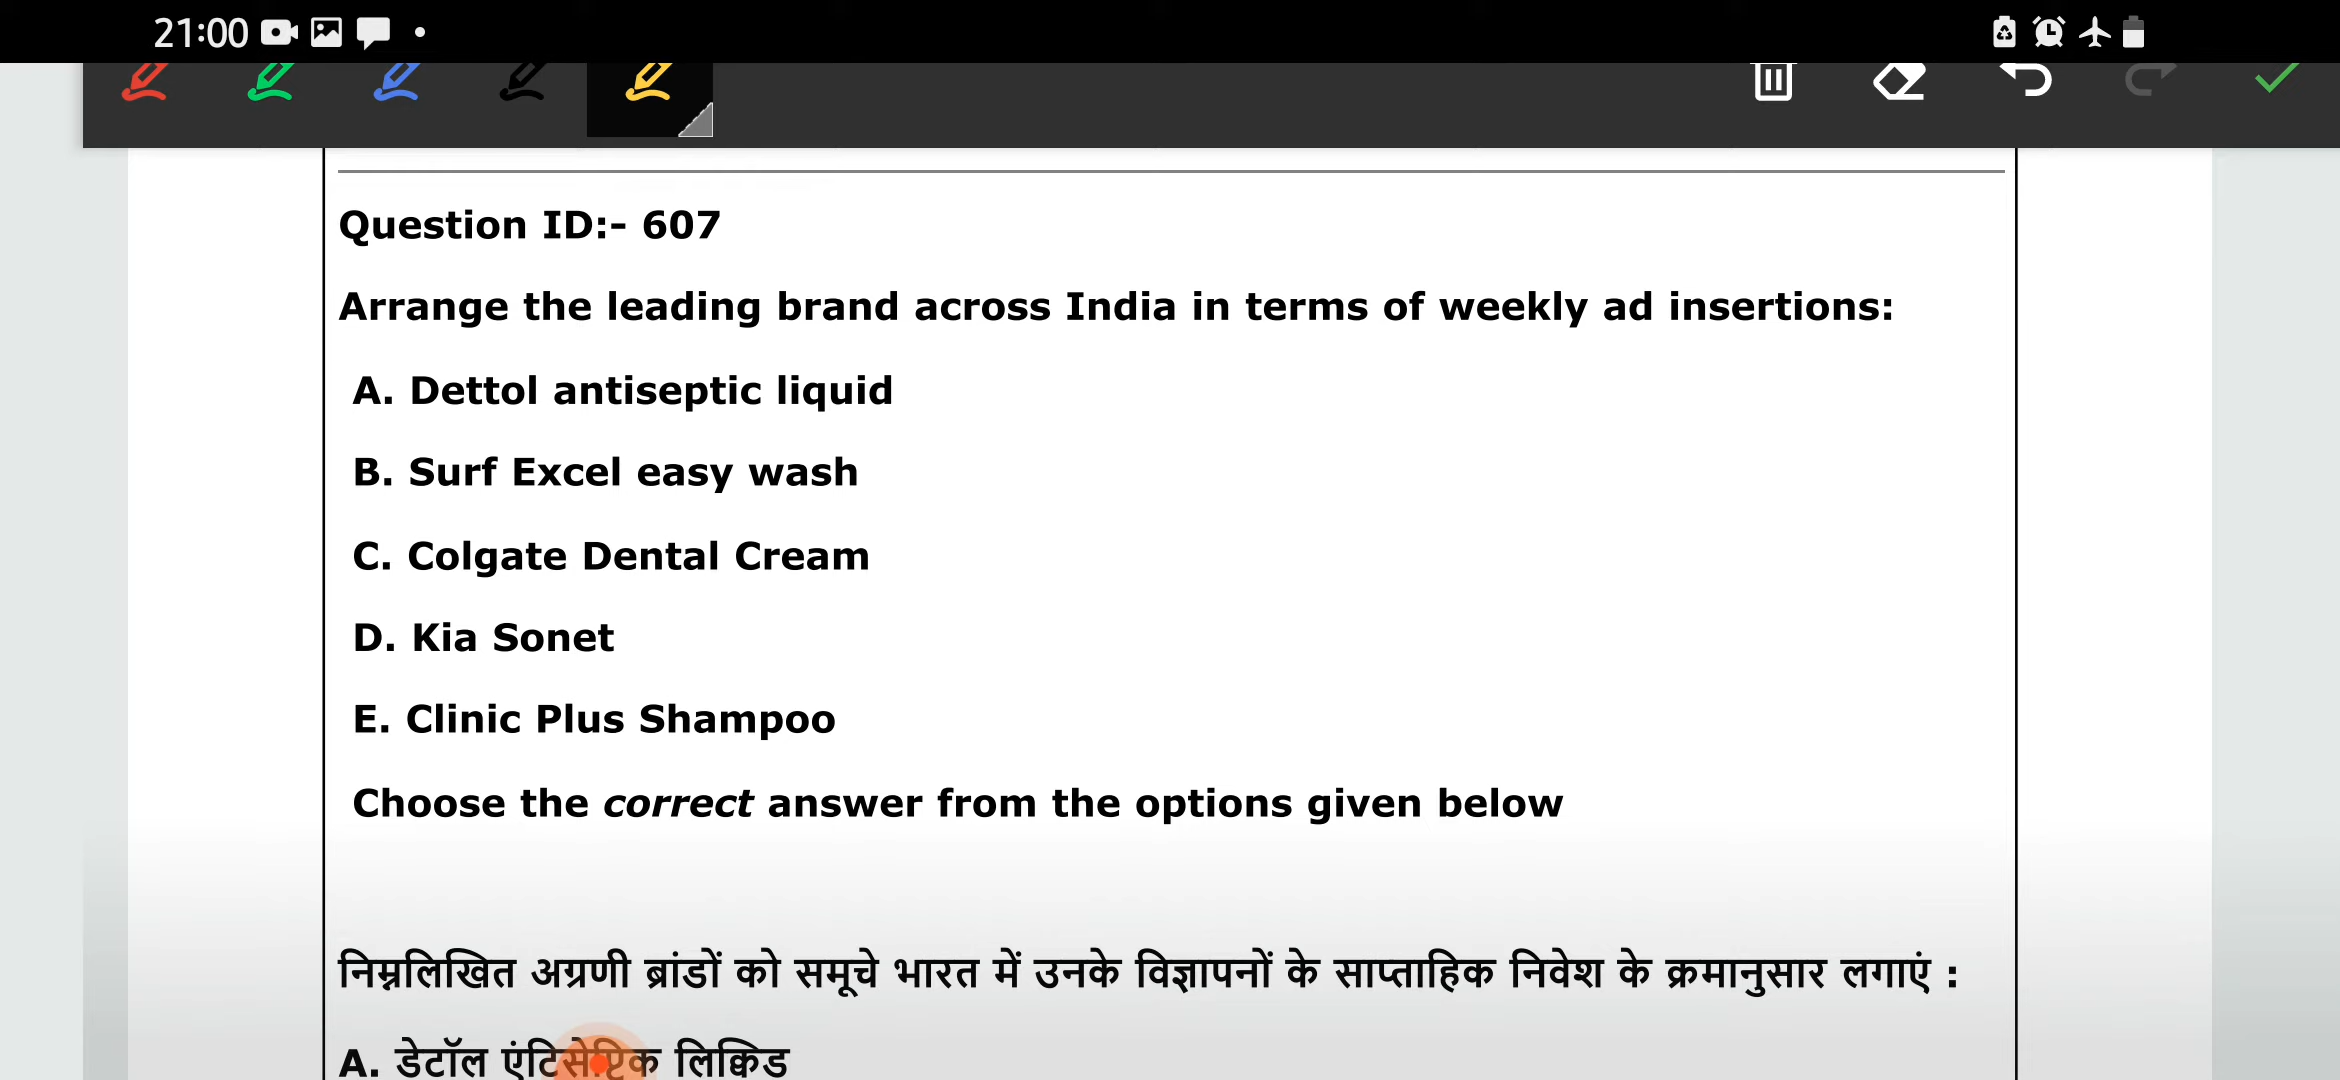 21:00
Question ID:- 607
Arrange the leading brand across India in terms of weekly ad insertions:
A. Dettol antiseptic liquid
B. Surf Excel easy wash
C. Colgate Dental Cream
D. Kia Sonet
E. Clinic Plus Shampoo
Choose the correct answer from the options given below
निम्नलिखित अग्रणी ब्रांडों को समूचे भारत में उनके विज्ञापनों के साप्ताहिक निवेश के क्रमानुसार लगाएं :
A. डेटॉल एंटिसेप्टिक लिक्विड